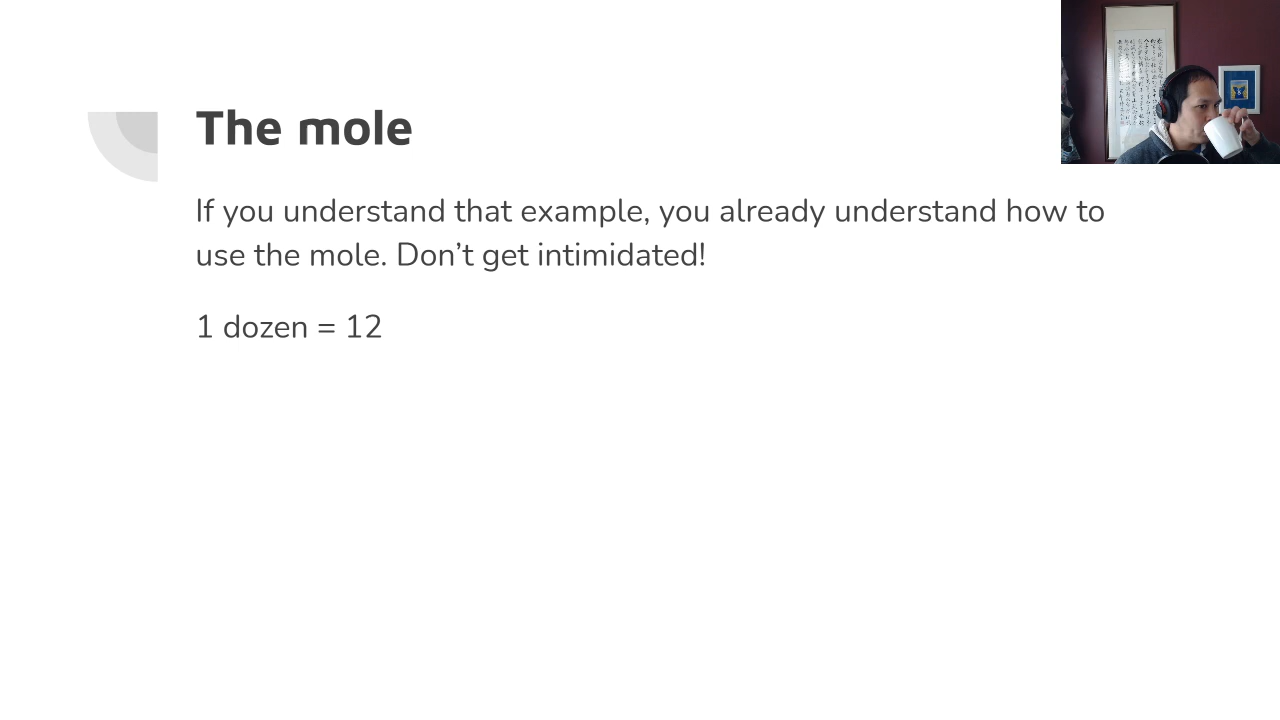 The mole
If you understand that example, you already understand how to
use the mole. Don’t get intimidated!
1 dozen = 12